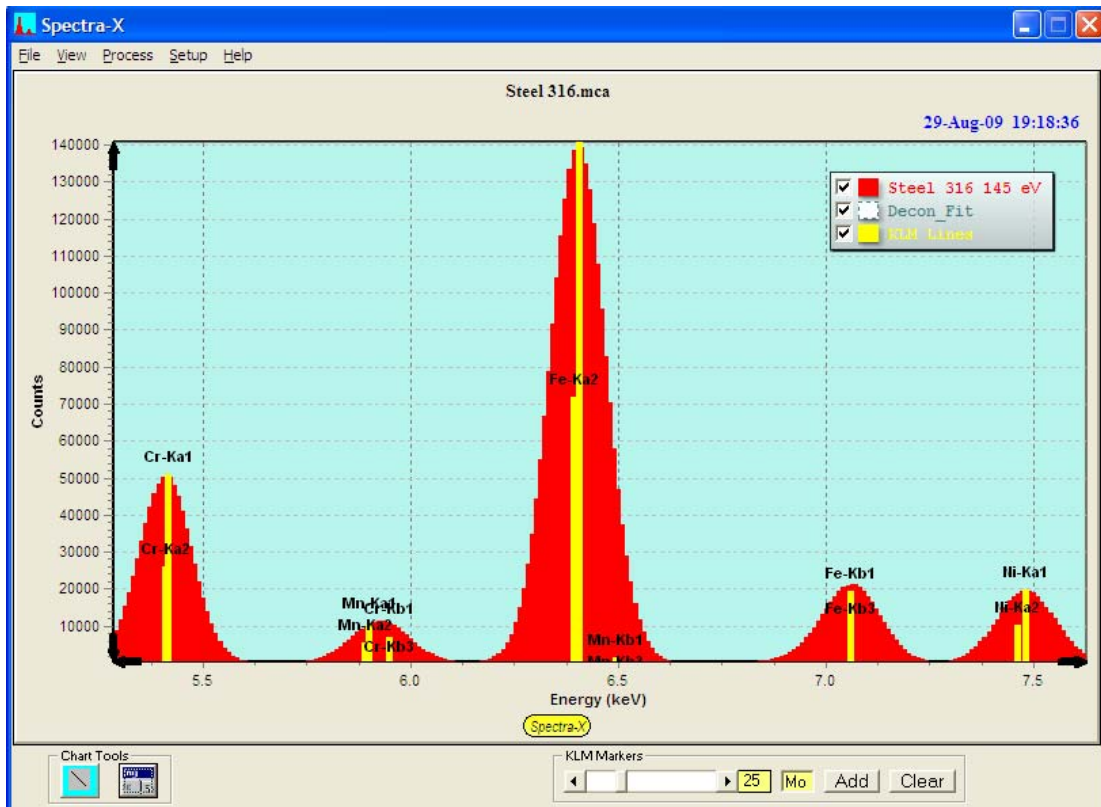 Spectra-X
File View Process Setup Help
Steel 316.mca
29-Aug-09 19:18:36
Steel 316 145 eV
Decon_Fit
KLM Lines
140000
130000
120000
110000
100000
90000
80000
70000
60000
50000
40000
30000
20000
10000
Counts
Cr-Ka1
Cr-Ka2
Mn-Ka1
Cr-Kb1
Mn-Ka2
Cr-Kb3
Fe-Ka2
Mn-Kb1
Mn-Kb3
Fe-Kb1
Fe-Kb3
Ni-Ka1
Ni-Ka2
5.5 6.0 6.5 7.0 7.5
Energy (keV)
Spectra-X
Chart Tools
KLM Markers
25 Mo Add Clear